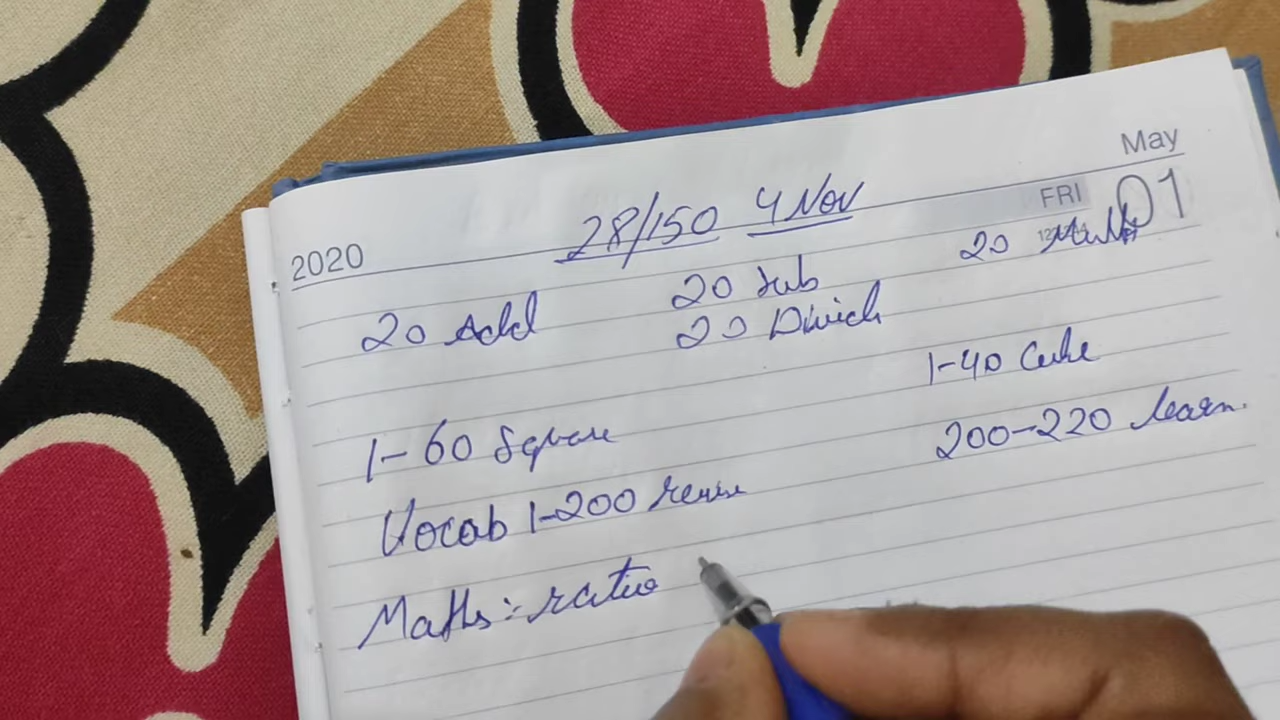 May
FRI 01
2020 28/150 4 Nov
20 Add 20 Sub 20 Mult
20 Divide
1-60 Square 1-40 Cube
Vocab 1-200 revise 200-220 learn.
Maths:- ratio